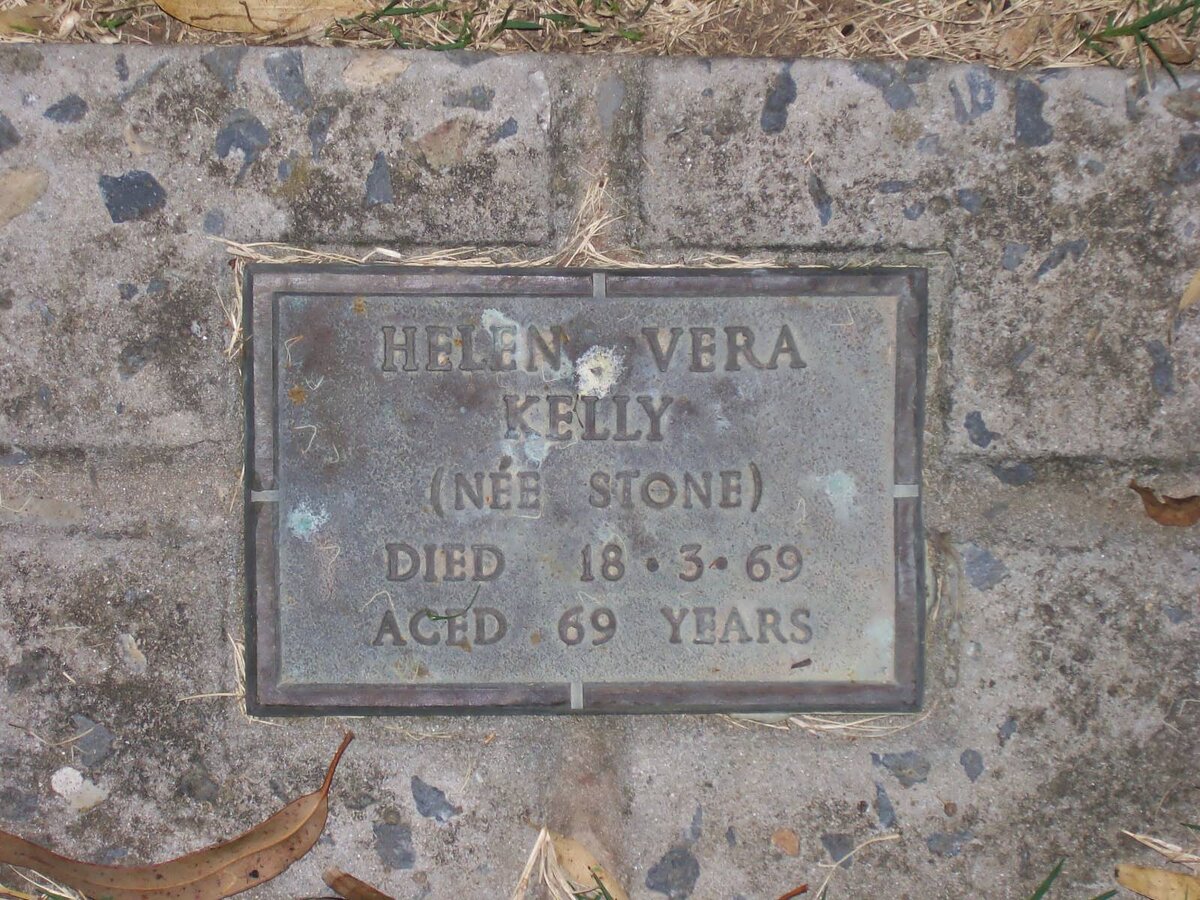 HELEN VERA
KELLY
(NÉE STONE)
DIED 18·3·69
AGED 69 YEARS